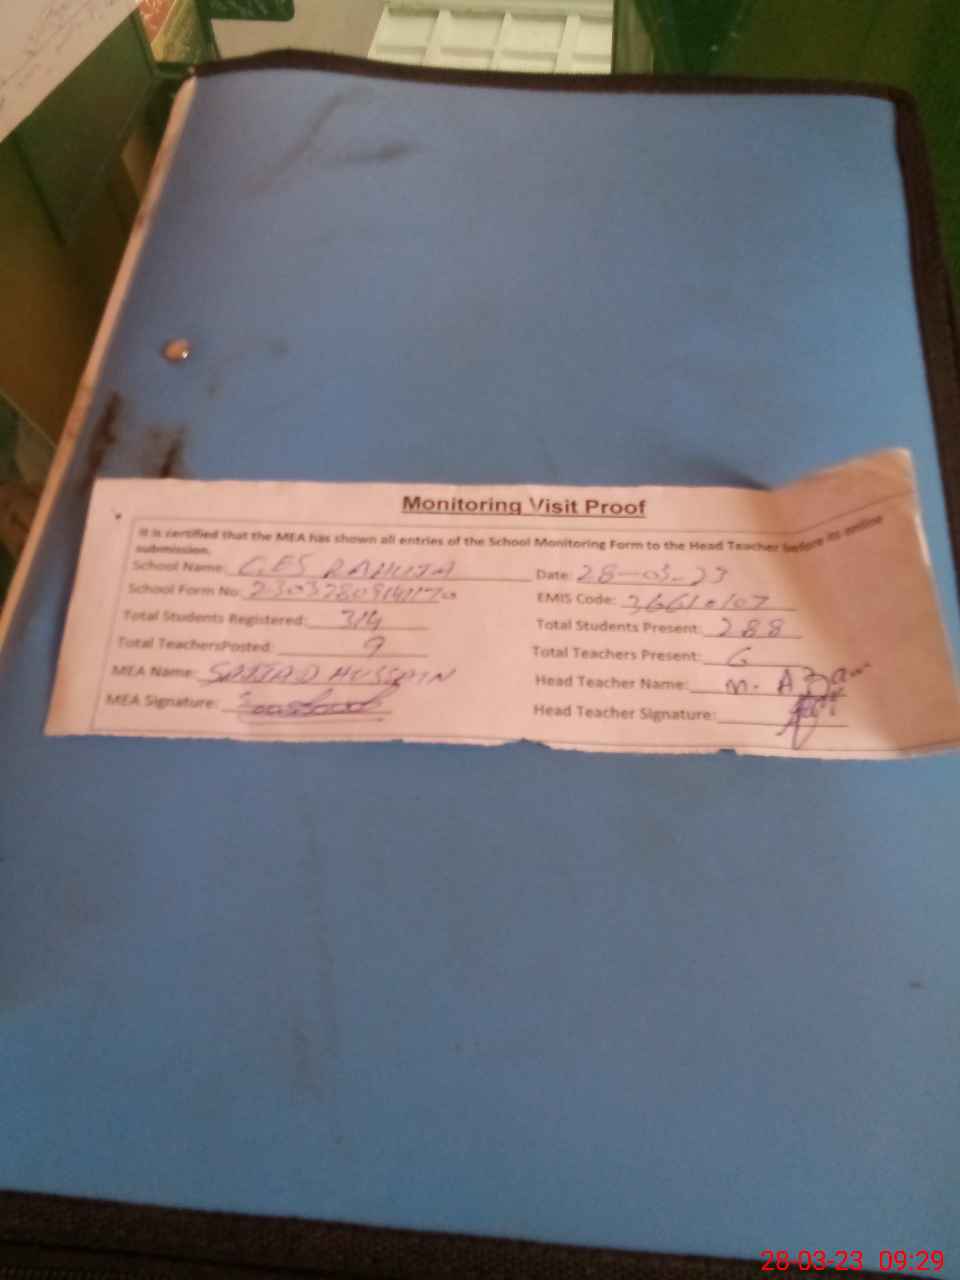 Monitoring Visit Proof
It is certified that the MEA has shown all entries of the School Monitoring Form to the Head Teacher before its online
submission.
School Name: GES Date: 28-03-23
School Form No: EMIS Code: 36610107
Total Students Registered: 314 Total Students Present: 288
Total TeachersPosted: 9 Total Teachers Present: 6
MEA Name: SAJJAD HUSSAIN Head Teacher Name: M. Azam
MEA Signature: Head Teacher Signature:
28-03-23 09:29